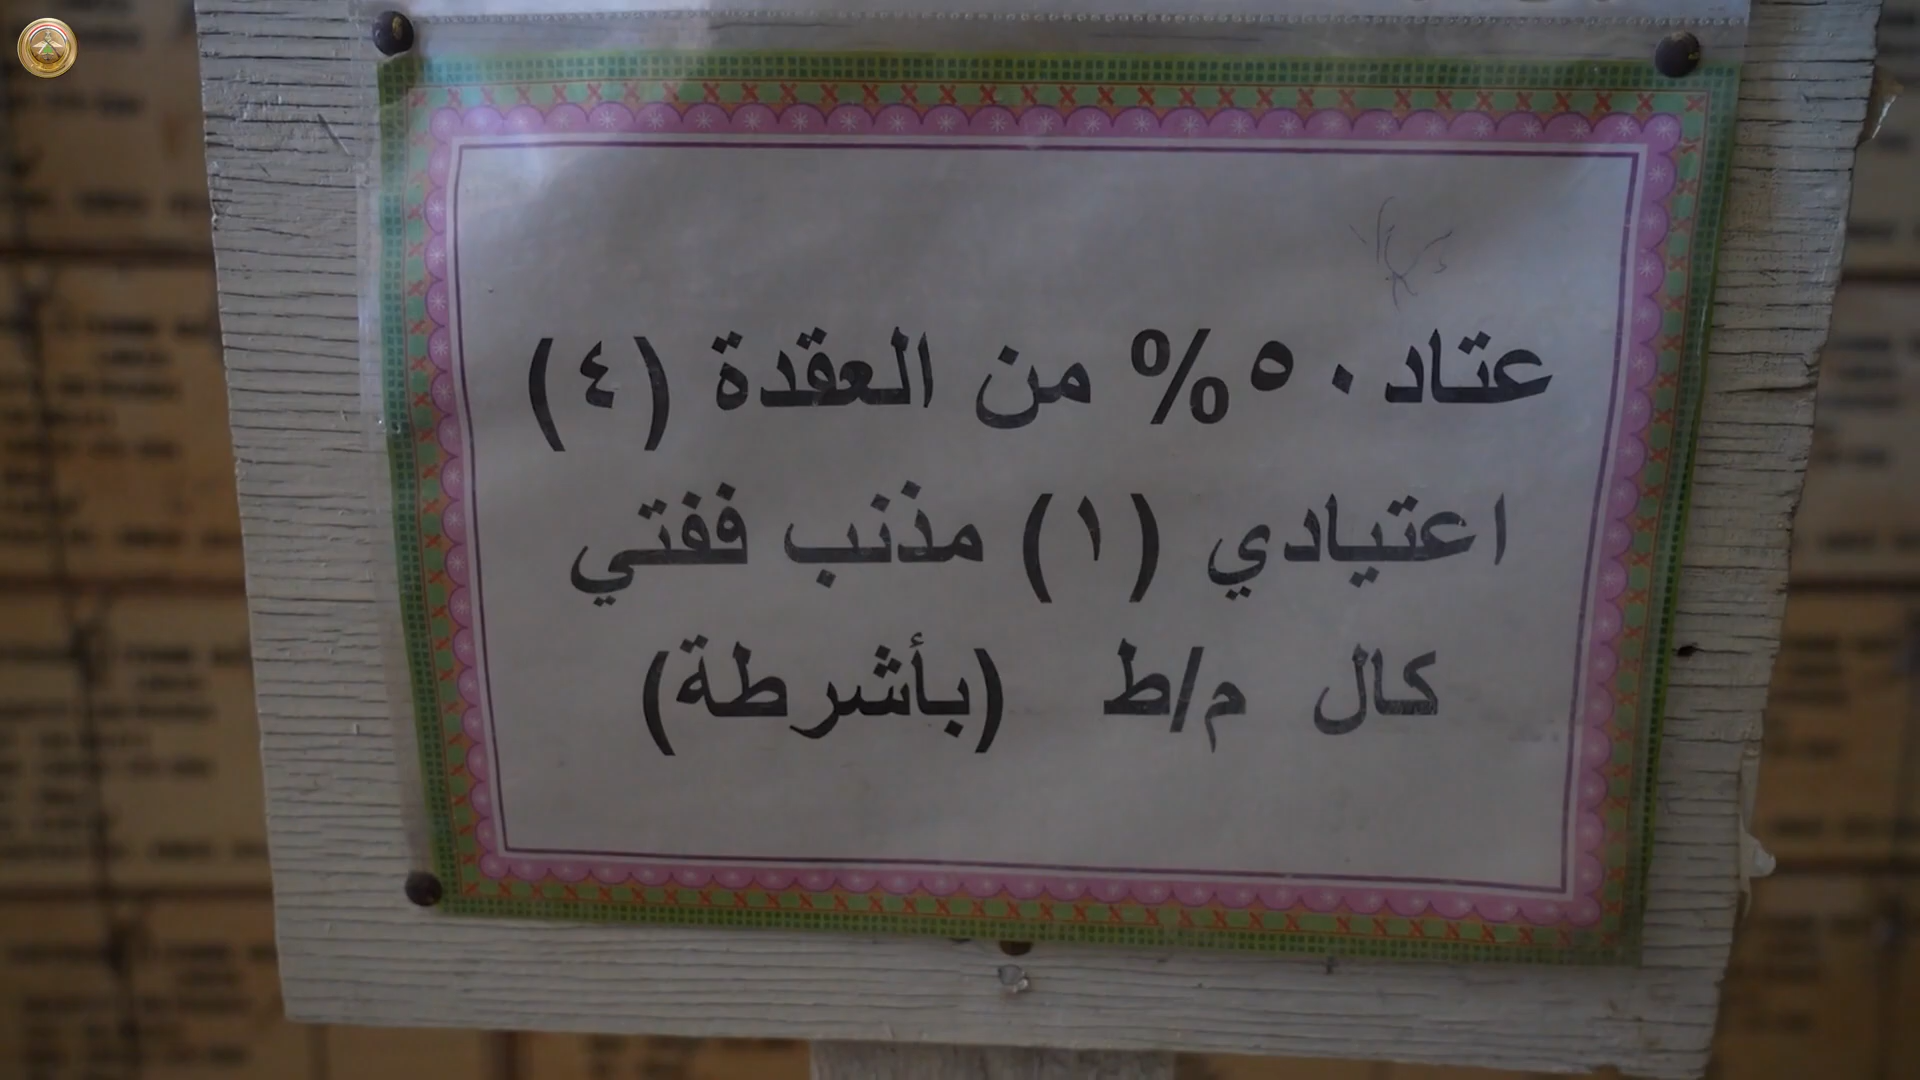 عتاد ٥٠% من العقدة (٤)
اعتيادي (١) مذنب ففتي
كال م/ط (بأشرطة)